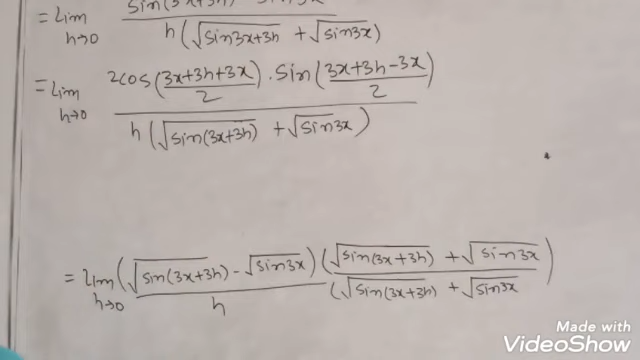 = Lim h→0 sin(3x+3h) - sin3x / h(√sin3x+3h + √sin3x)
= Lim h→0 2cos(3x+3h+3x / 2) . sin(3x+3h-3x / 2) / h(√sin(3x+3h) + √sin3x)
= Lim h→0 (√sin(3x+3h) - √sin3x) / h (√sin(3x+3h) + √sin3x) / (√sin(3x+3h) + √sin3x)
Made with
VideoShow